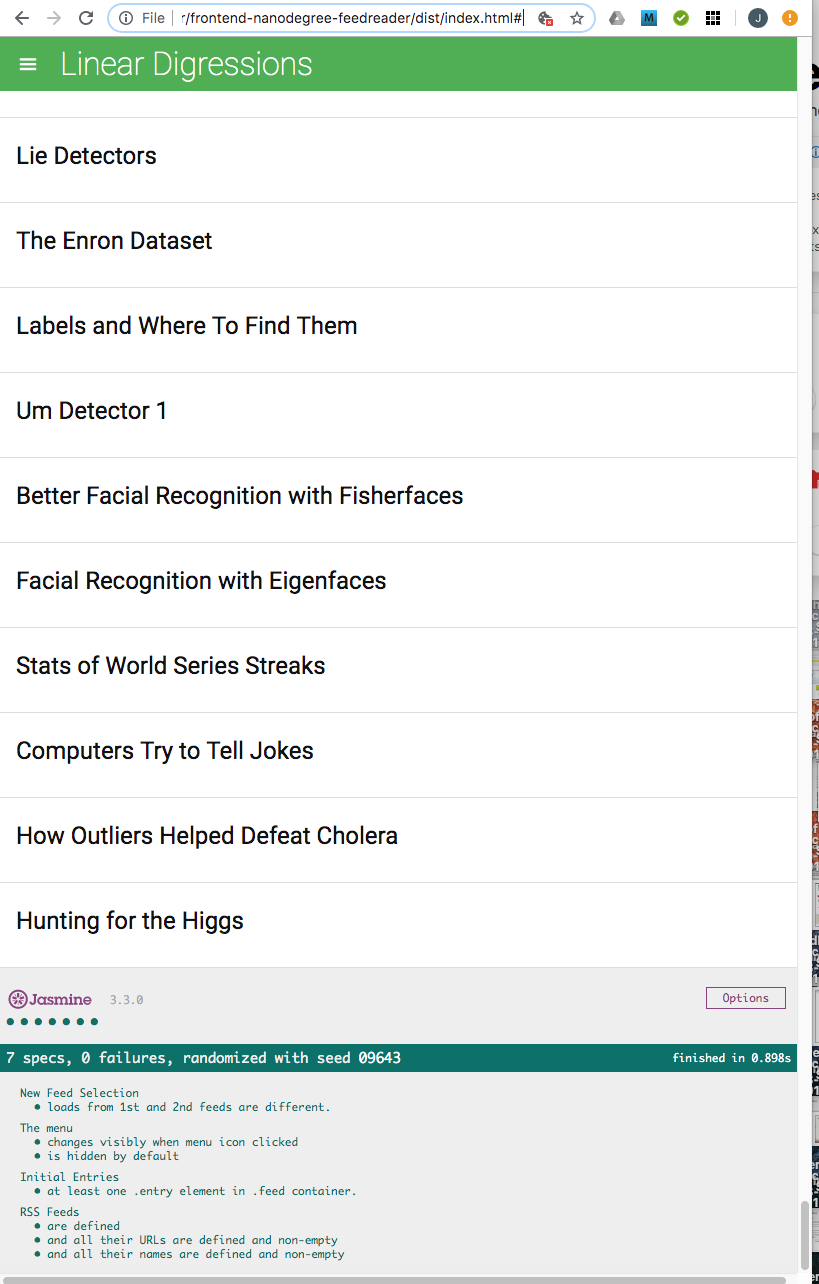 File
r/frontend-nanodegree-feedreader/dist/index.html#
M
J
Linear Digressions
Lie Detectors
The Enron Dataset
Labels and Where To Find Them
Um Detector 1
Better Facial Recognition with Fisherfaces
Facial Recognition with Eigenfaces
Stats of World Series Streaks
Computers Try to Tell Jokes
How Outliers Helped Defeat Cholera
Hunting for the Higgs
Jasmine 3.3.0
Options
7 specs, 0 failures, randomized with seed 09643
finished in 0.898s
New Feed Selection
• loads from 1st and 2nd feeds are different.
The menu
• changes visibly when menu icon clicked
• is hidden by default
Initial Entries
• at least one .entry element in .feed container.
RSS Feeds
• are defined
• and all their URLs are defined and non-empty
• and all their names are defined and non-empty